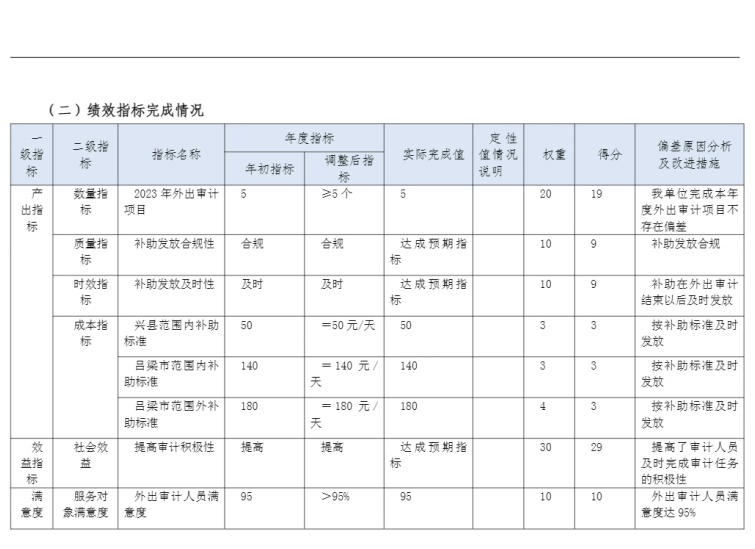 （二）绩效指标完成情况
一级指标 二级指标 指标名称 年度指标 实际完成值 定性值情况说明 权重 得分 偏差原因分析及改进措施
年初指标 调整后指标
产出指标 数量指标 2023年外出审计项目 5 ≥5个 5 20 19 我单位完成本年度外出审计项目不存在偏差
质量指标 补助发放合规性 合规 合规 达成预期指标 10 9 补助发放合规
时效指标 补助发放及时性 及时 及时 达成预期指标 10 9 补助在外出审计结束以后及时发放
成本指标 兴县范围内补助标准 50 =50元/天 50 3 3 按补助标准及时发放
吕梁市范围内补助标准 140 =140元/天 140 3 3 按补助标准及时发放
吕梁市范围外补助标准 180 =180元/天 180 4 3 按补助标准及时发放
效益指标 社会效益 提高审计积极性 提高 提高 达成预期指标 30 29 提高了审计人员及时完成审计任务的积极性
满意度 服务对象满意度 外出审计人员满意度 95 >95% 95 10 10 外出审计人员满意度达95%